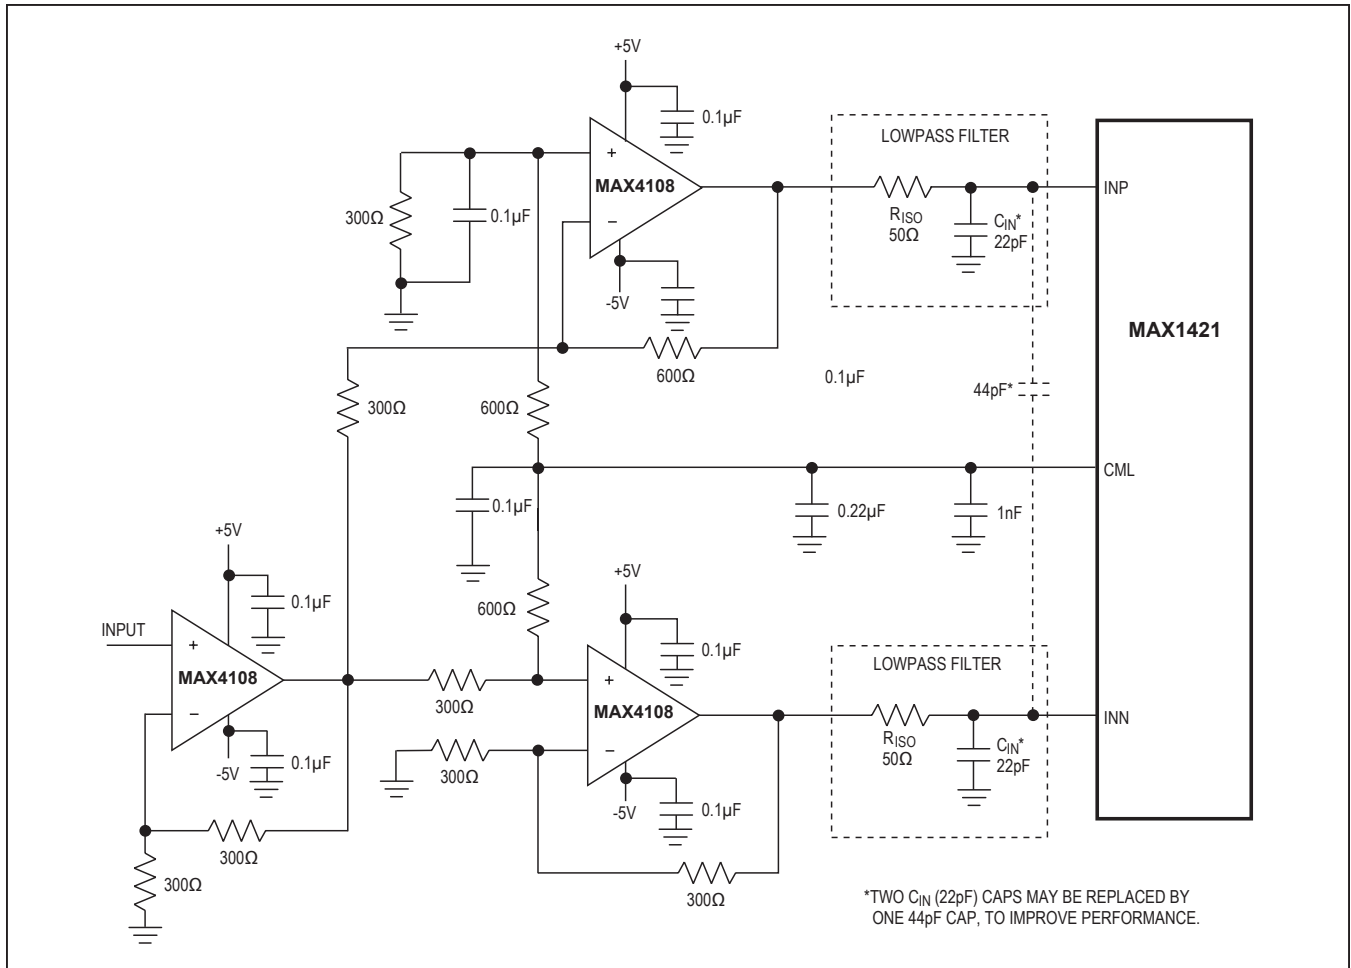 +5V
0.1µF
LOWPASS FILTER
+
MAX4108
300Ω
0.1µF
−
RISO
50Ω
CIN*
22pF
INP
-5V
MAX1421
600Ω
0.1µF
44pF*
300Ω
600Ω
CML
0.1µF
0.22µF
1nF
+5V
+5V
0.1µF
600Ω
INPUT
+
MAX4108
−
0.1µF
LOWPASS FILTER
300Ω
+
MAX4108
−
RISO
50Ω
CIN*
22pF
INN
-5V
0.1µF
300Ω
-5V
0.1µF
300Ω
300Ω
300Ω
*TWO CIN (22pF) CAPS MAY BE REPLACED BY
ONE 44pF CAP, TO IMPROVE PERFORMANCE.